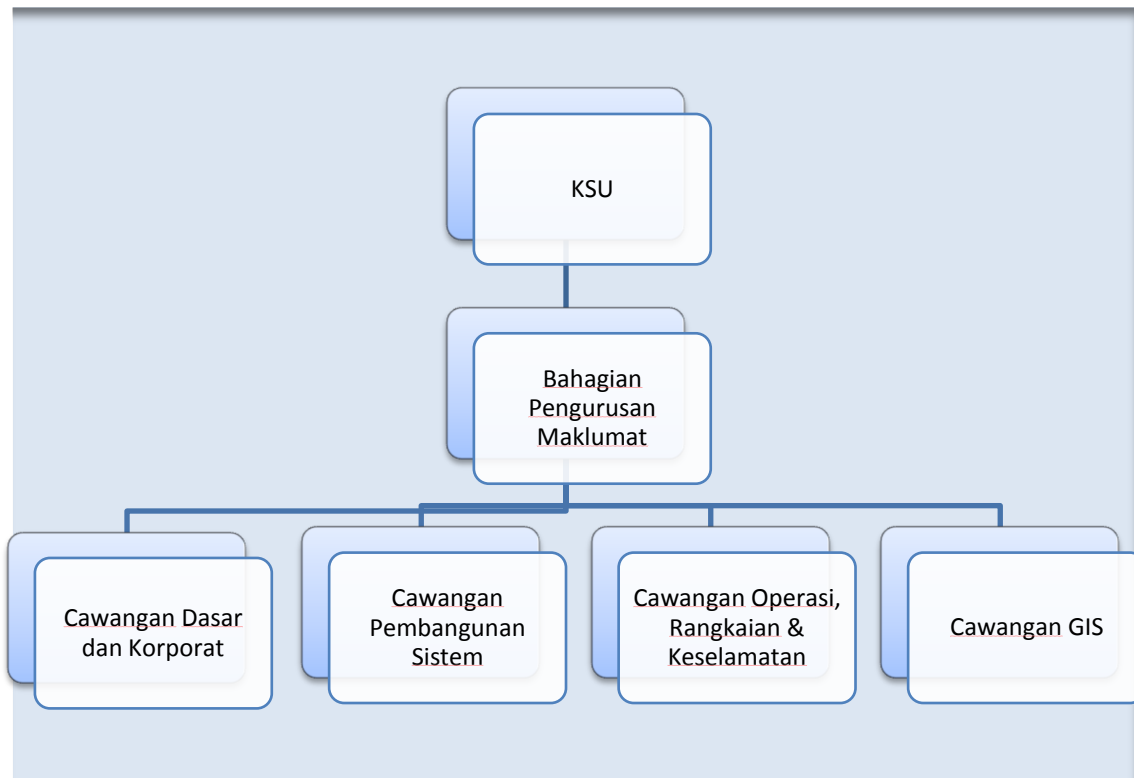 KSU
Bahagian
Pengurusan
Maklumat
Cawangan Dasar
dan Korporat
Cawangan
Pembangunan
Sistem
Cawangan Operasi,
Rangkaian &
Keselamatan
Cawangan GIS